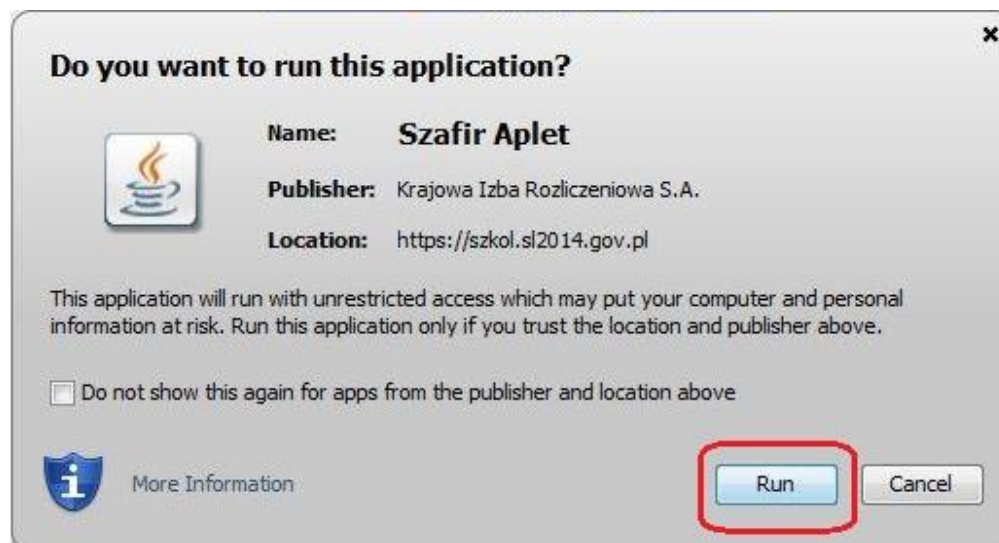 Do you want to run this application?
Name: Szafir Aplet
Publisher: Krajowa Izba Rozliczeniowa S.A.
Location: https://szkol.sl2014.gov.pl
This application will run with unrestricted access which may put your computer and personal
information at risk. Run this application only if you trust the location and publisher above.
Do not show this again for apps from the publisher and location above
More Information
Run
Cancel